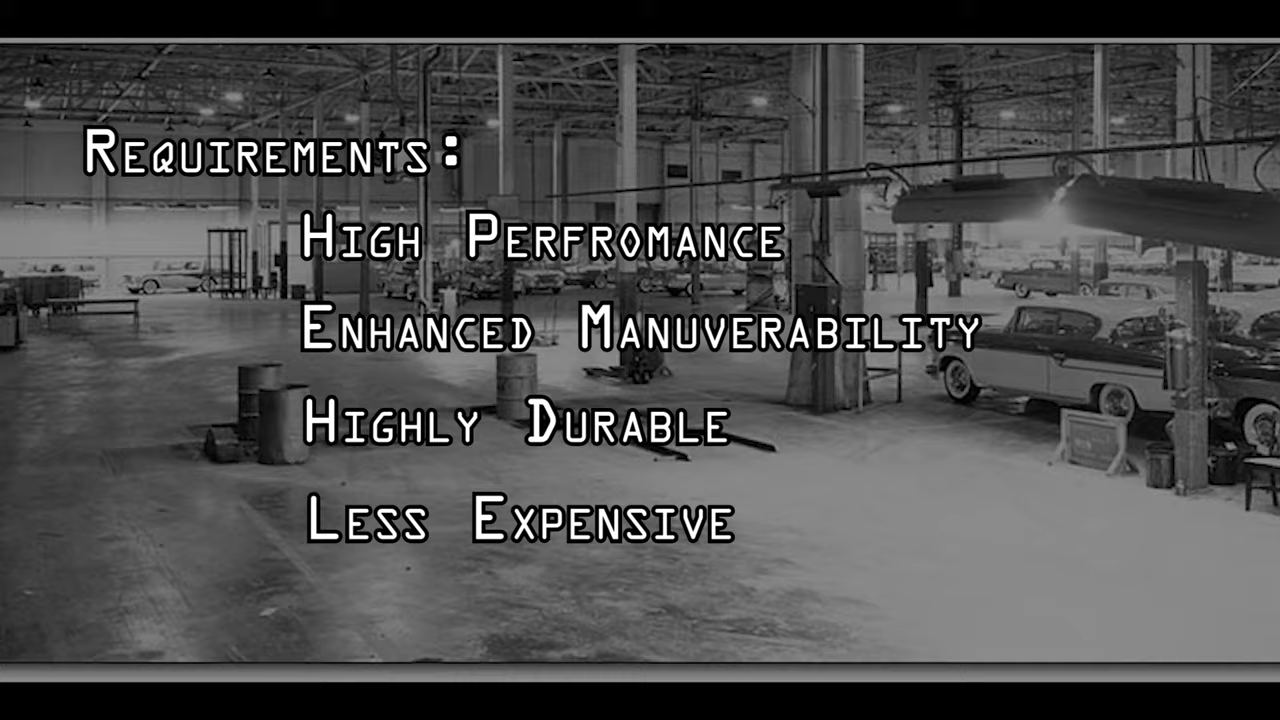 Requirements:
High Perfromance
Enhanced Manuverability
Highly Durable
Less Expensive